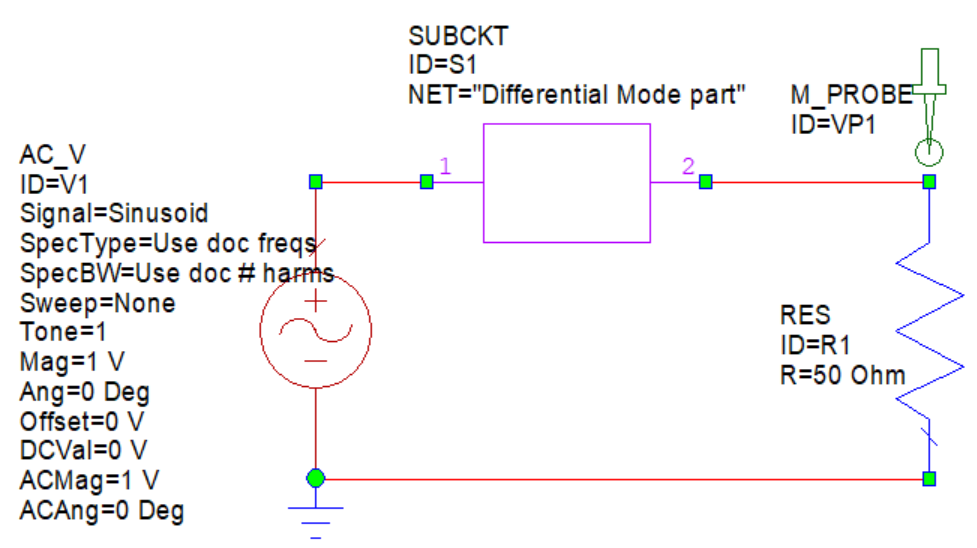 SUBCKT
ID=S1
NET="Differential Mode part"
M_PROBE
ID=VP1
AC_V
ID=V1
Signal=Sinusoid
SpecType=Use doc freqs
SpecBW=Use doc # harms
Sweep=None
Tone=1
Mag=1 V
Ang=0 Deg
Offset=0 V
DCVal=0 V
ACMag=1 V
ACAng=0 Deg
1
2
RES
ID=R1
R=50 Ohm